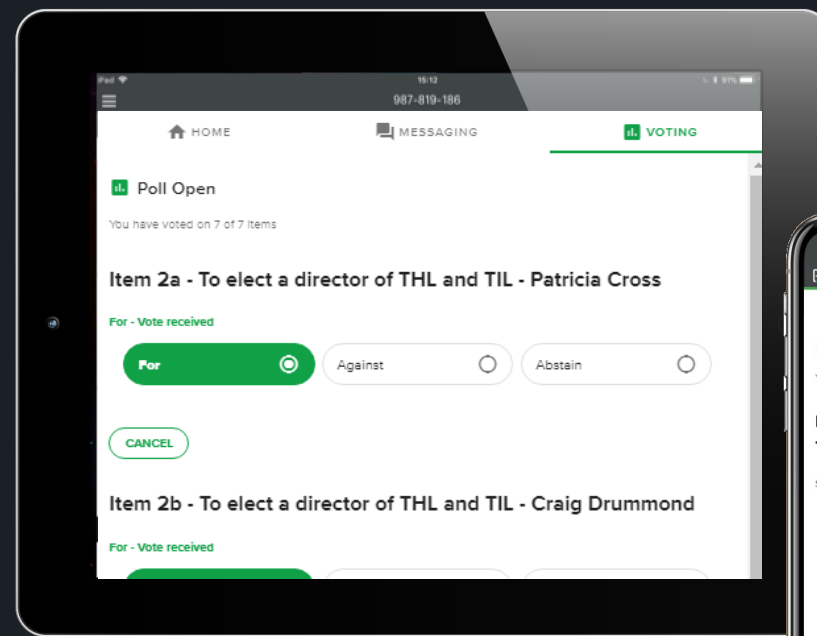 iPad 15:12 91%
987-819-186
HOME MESSAGING VOTING
Poll Open
You have voted on 7 of 7 items
Item 2a - To elect a director of THL and TIL - Patricia Cross
For - Vote received
For Against Abstain
CANCEL
Item 2b - To elect a director of THL and TIL - Craig Drummond
For - Vote received